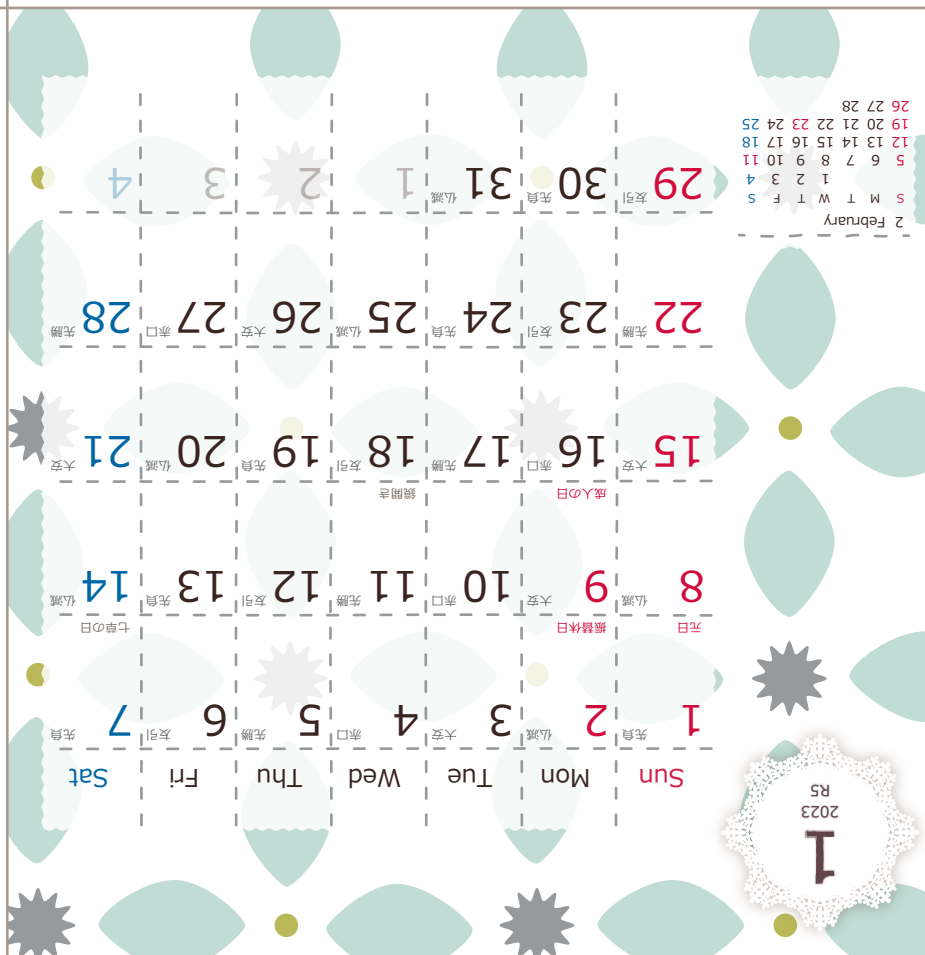 1
2023
R5
Sun Mon Tue Wed Thu Fri Sat
1 先負 2 仏滅 3 大安 4 赤口 5 先勝 6 友引 7 先負
元日 振替休日 七草の日
8 仏滅 9 大安 10 赤口 11 先勝 12 友引 13 先負 14 仏滅
成人の日 鏡開き
15 大安 16 赤口 17 先勝 18 友引 19 先負 20 仏滅 21 大安
22 先勝 23 友引 24 先負 25 仏滅 26 大安 27 赤口 28 先勝
29 友引 30 先負 31 仏滅 1 2 3 4
2 February
S M T W T F S
1 2 3 4
5 6 7 8 9 10 11
12 13 14 15 16 17 18
19 20 21 22 23 24 25
26 27 28